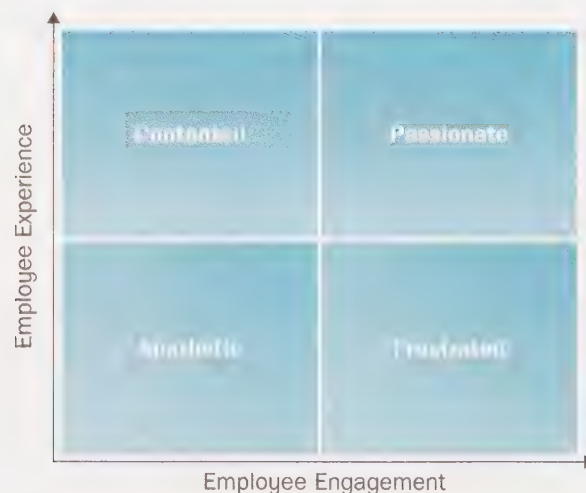 Employee Experience
Contented
Passionate
Apathetic
Frustrated
Employee Engagement